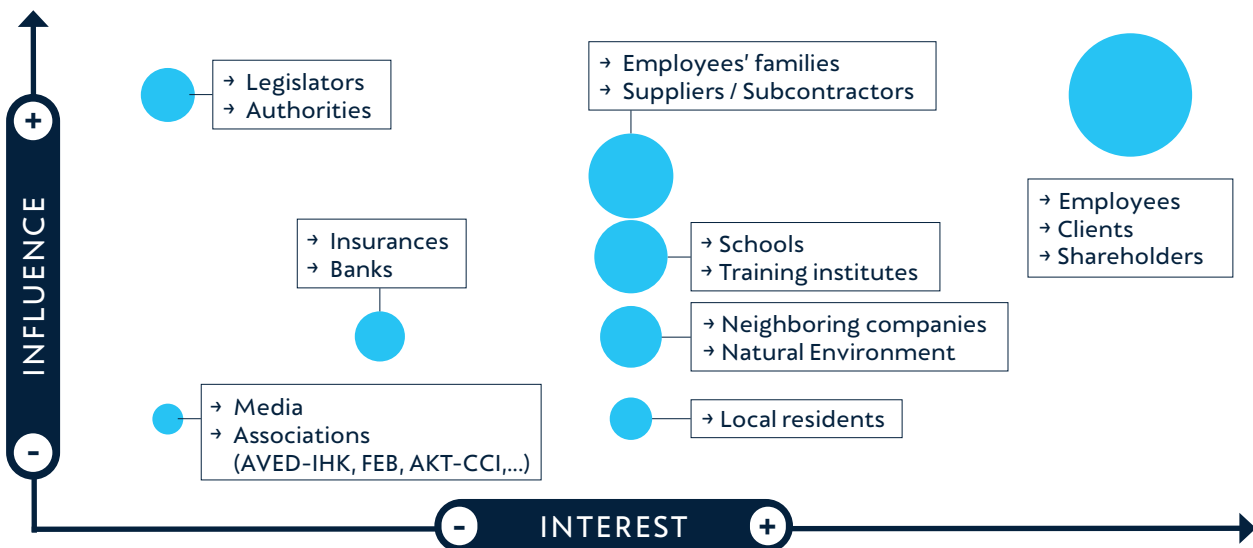 → Legislators
→ Authorities
→ Employees' families
→ Suppliers / Subcontractors
→ Employees
→ Clients
→ Shareholders
→ Insurances
→ Banks
→ Schools
→ Training institutes
→ Neighboring companies
→ Natural Environment
→ Media
→ Associations
(AVED-IHK, FEB, AKT-CCI,...)
→ Local residents
+
INFLUENCE
-
-
INTEREST
+